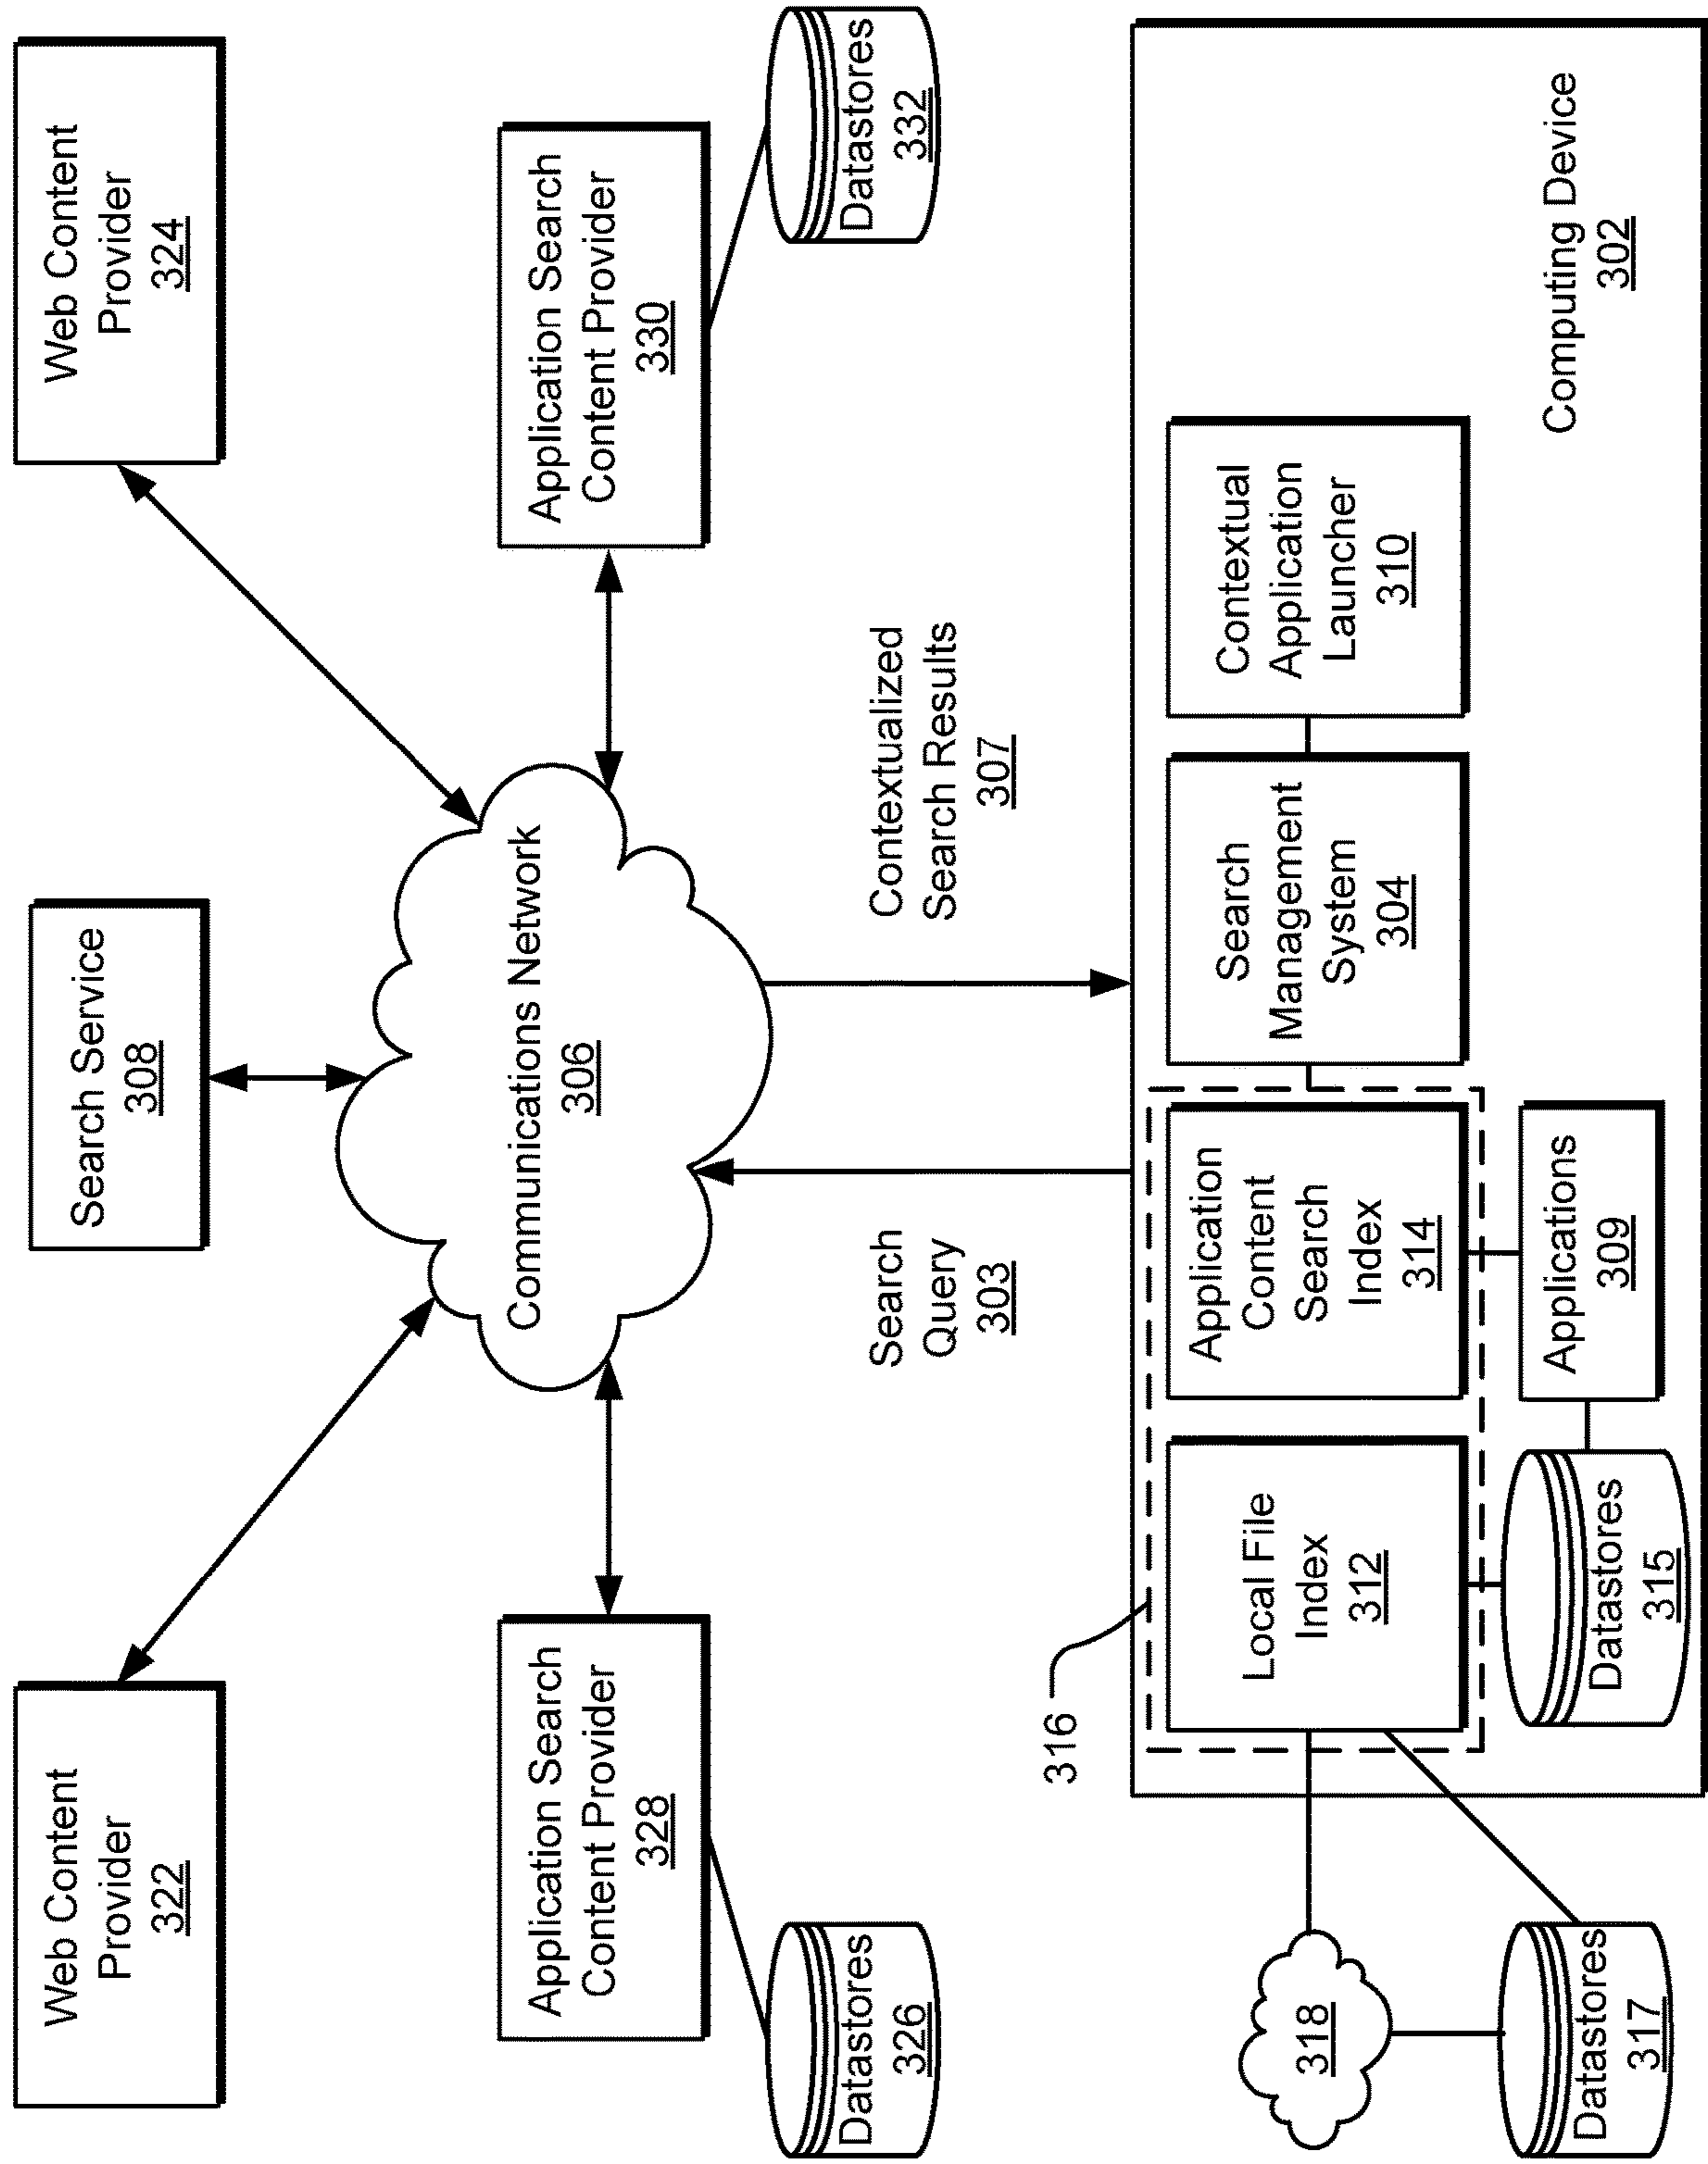 Web Content
Provider
322
Search Service
308
Web Content
Provider
324
Application Search
Content Provider
328
Communications Network
306
Application Search
Content Provider
330
Datastores
326
Search
Query
303
Contextualized
Search Results
307
Datastores
332
316
318
Datastores
317
Local File
Index
312
Application
Content
Search
Index
314
Search
Management
System
304
Contextual
Application
Launcher
310
Datastores
315
Applications
309
Computing Device
302